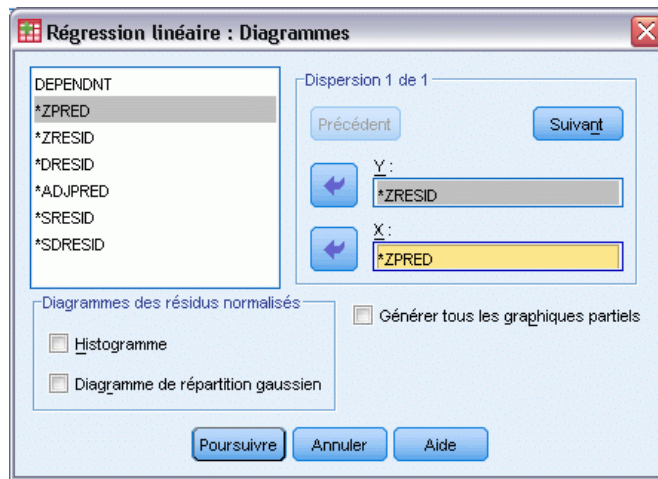 Régression linéaire : Diagrammes
DEPENDNT
*ZPRED
*ZRESID
*DRESID
*ADJPRED
*SRESID
*SDRESID
Dispersion 1 de 1
Précédent
Suivant
Y :
*ZRESID
X :
*ZPRED
Diagrammes des résidus normalisés
Histogramme
Diagramme de répartition gaussien
Générer tous les graphiques partiels
Poursuivre
Annuler
Aide